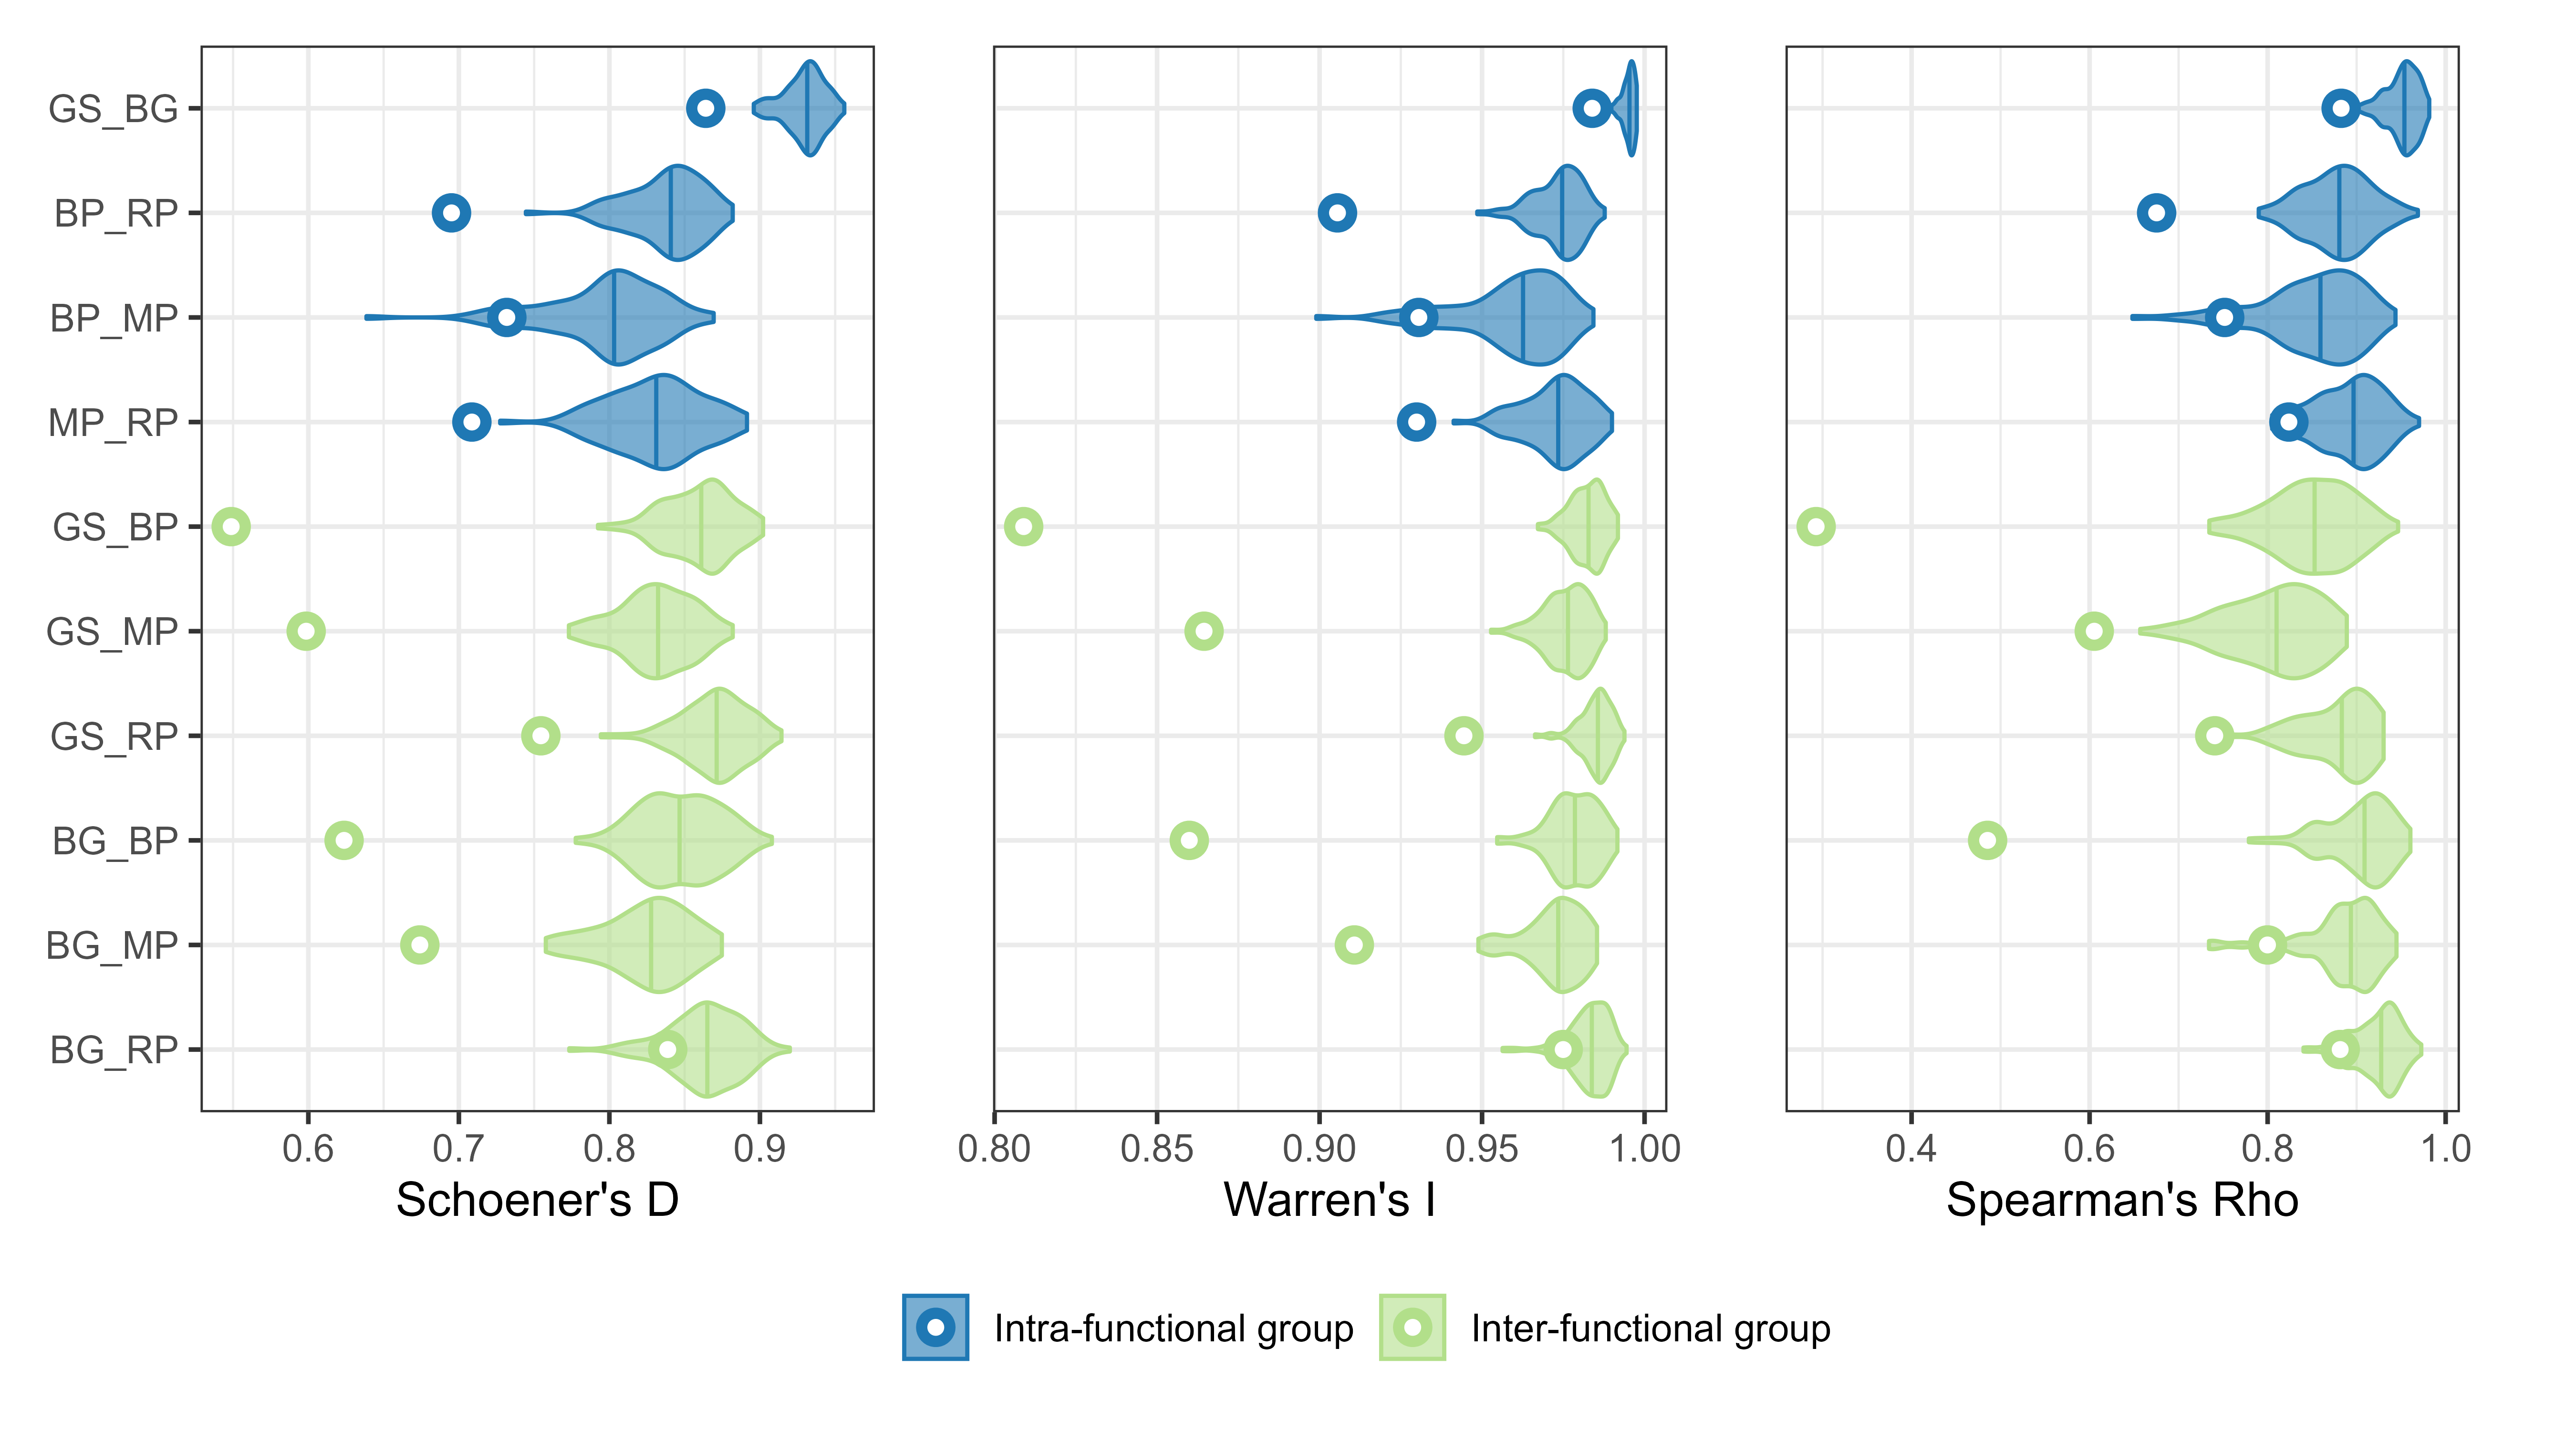 GS_BG
BP_RP
BP_MP
MP_RP
GS_BP
GS_MP
GS_RP
BG_BP
BG_MP
BG_RP
0.6 0.7 0.8 0.9
0.80 0.85 0.90 0.95 1.00
0.4 0.6 0.8 1.0
Schoener's D
Warren's I
Spearman's Rho
Intra-functional group
Inter-functional group